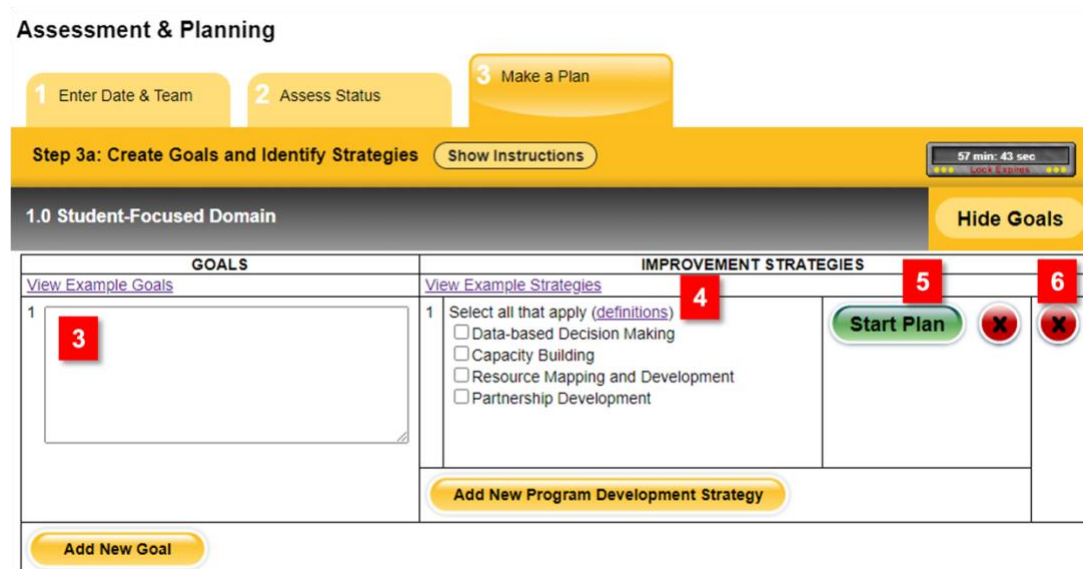 Assessment & Planning
1 Enter Date & Team
2 Assess Status
3 Make a Plan
Step 3a: Create Goals and Identify Strategies
Show Instructions
57 min: 43 sec
Lock Expires
1.0 Student-Focused Domain
Hide Goals
GOALS
IMPROVEMENT STRATEGIES
View Example Goals
View Example Strategies
4
5
6
1
3
1
Select all that apply (definitions)
Data-based Decision Making
Capacity Building
Resource Mapping and Development
Partnership Development
Start Plan
X
X
Add New Program Development Strategy
Add New Goal